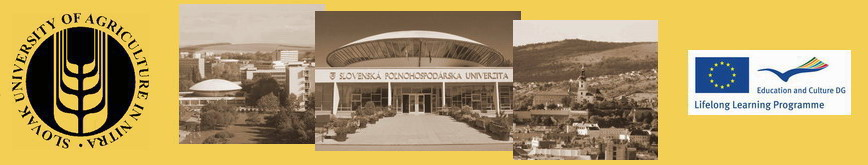 SLOVAK UNIVERSITY OF AGRICULTURE IN NITRA
SLOVENSKÁ POĽNOHOSPODÁRSKA UNIVERZITA
Education and Culture DG
Lifelong Learning Programme